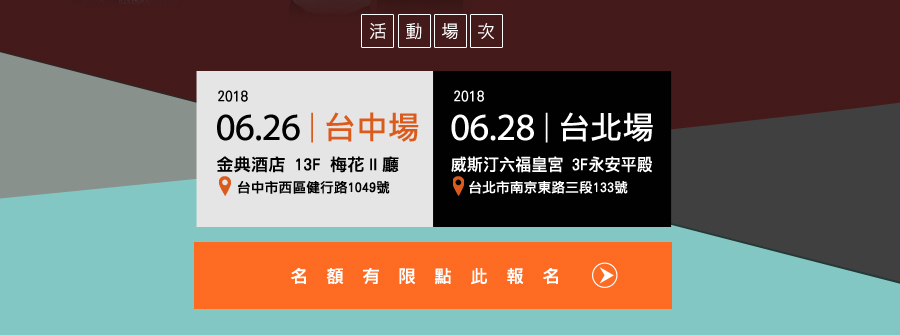 活動場次
2018
06.26|台中場
金典酒店 13F 梅花II廳
台中市西區健行路1049號
2018
06.28|台北場
威斯汀六福皇宮 3F永安平殿
台北市南京東路三段133號
名額有限點此報名